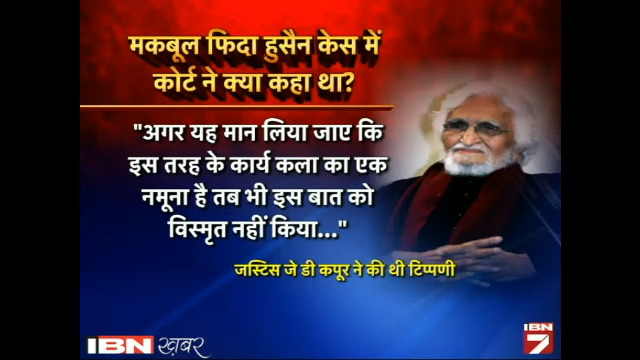 मकबूल फिदा हुसैन केस में
कोर्ट ने क्या कहा था?
"अगर यह मान लिया जाए कि
इस तरह के कार्य कला का एक
नमूना है तब भी इस बात को
विस्मृत नहीं किया..."
जस्टिस जे डी कपूर ने की थी टिप्पणी
IBN ख़बर
IBN
7